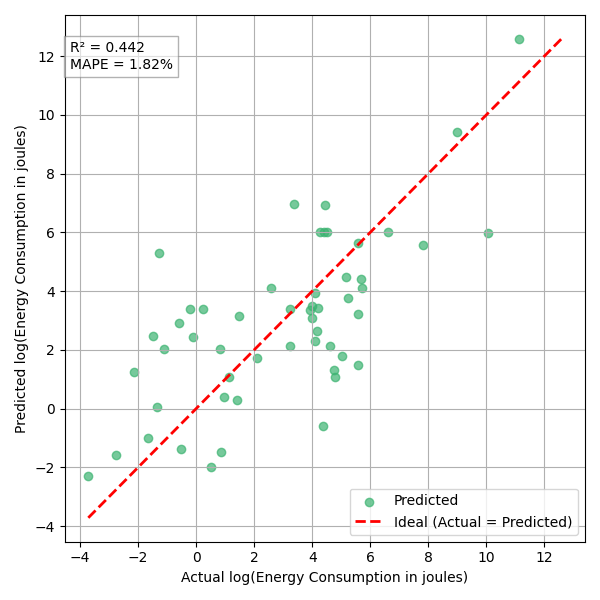 R² = 0.442
MAPE = 1.82%
12
10
8
6
4
2
0
−2
−4
Predicted log(Energy Consumption in joules)
Predicted
Ideal (Actual = Predicted)
−4 −2 0 2 4 6 8 10 12
Actual log(Energy Consumption in joules)